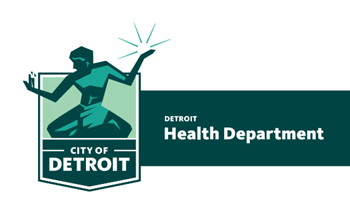 CITY OF
DETROIT
DETROIT
Health Department